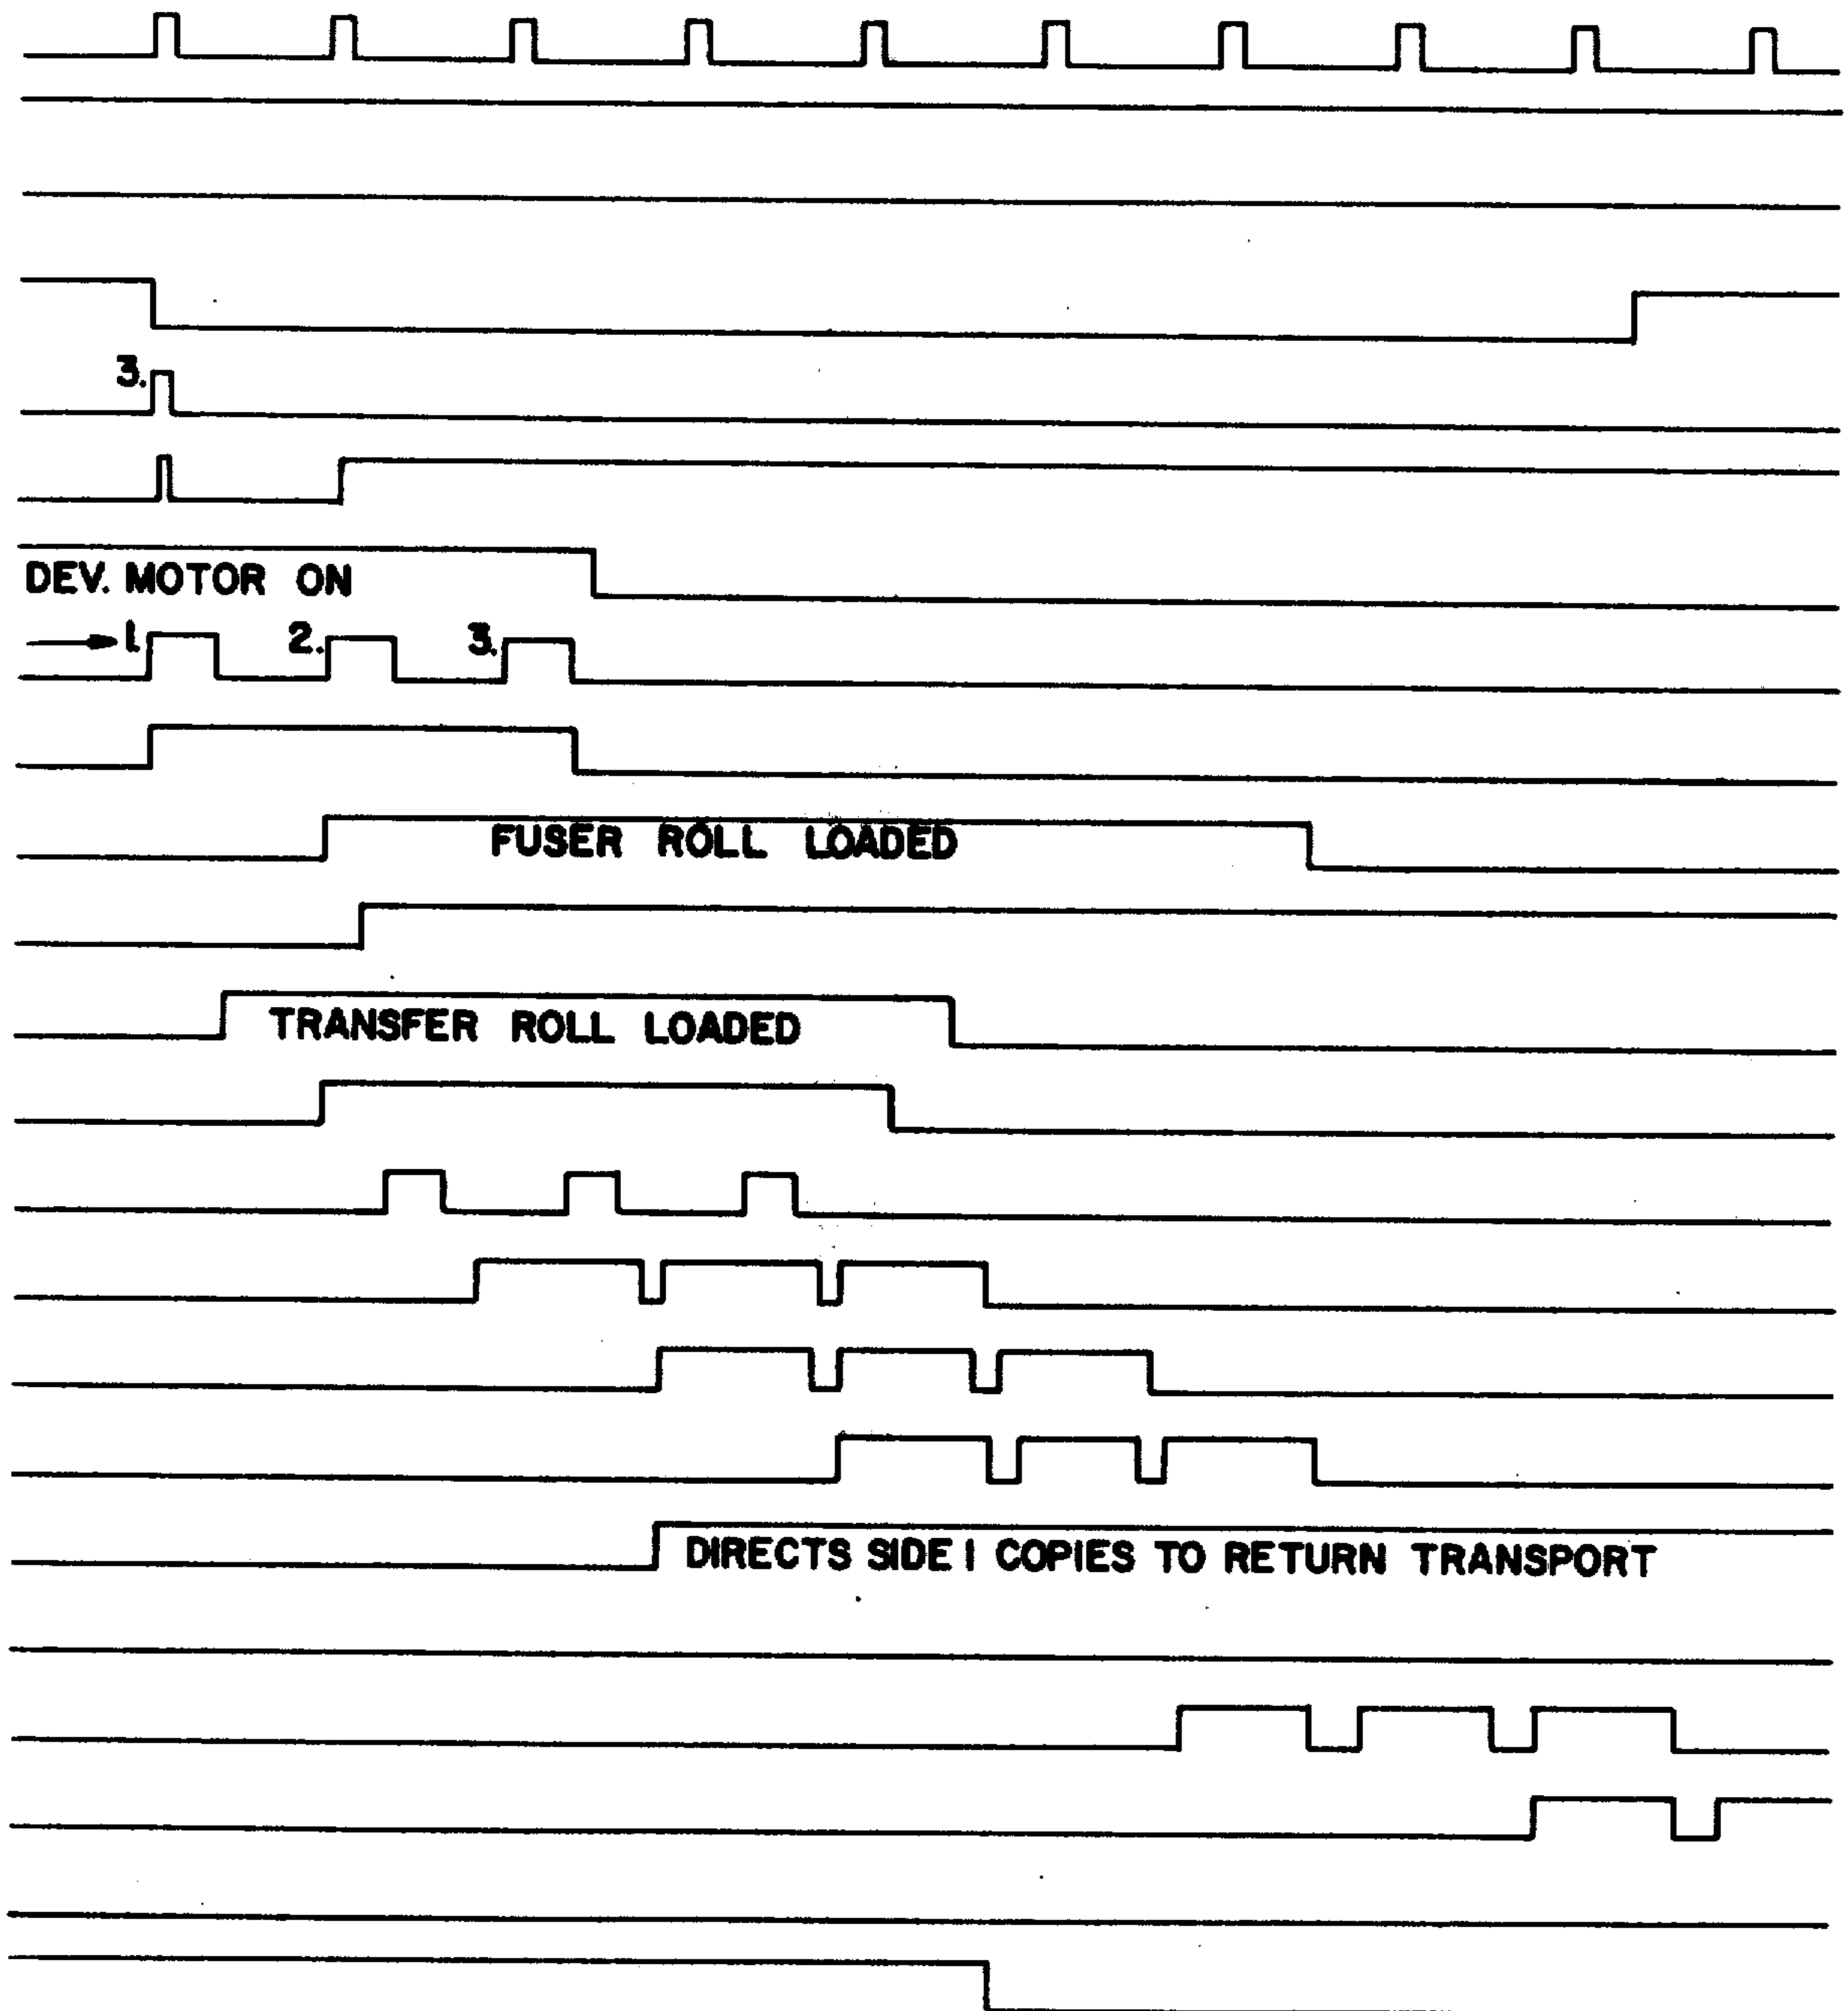 3.
DEV. MOTOR ON
1. 2. 3.
FUSER ROLL LOADED
TRANSFER ROLL LOADED
DIRECTS SIDE 1 COPIES TO RETURN TRANSPORT